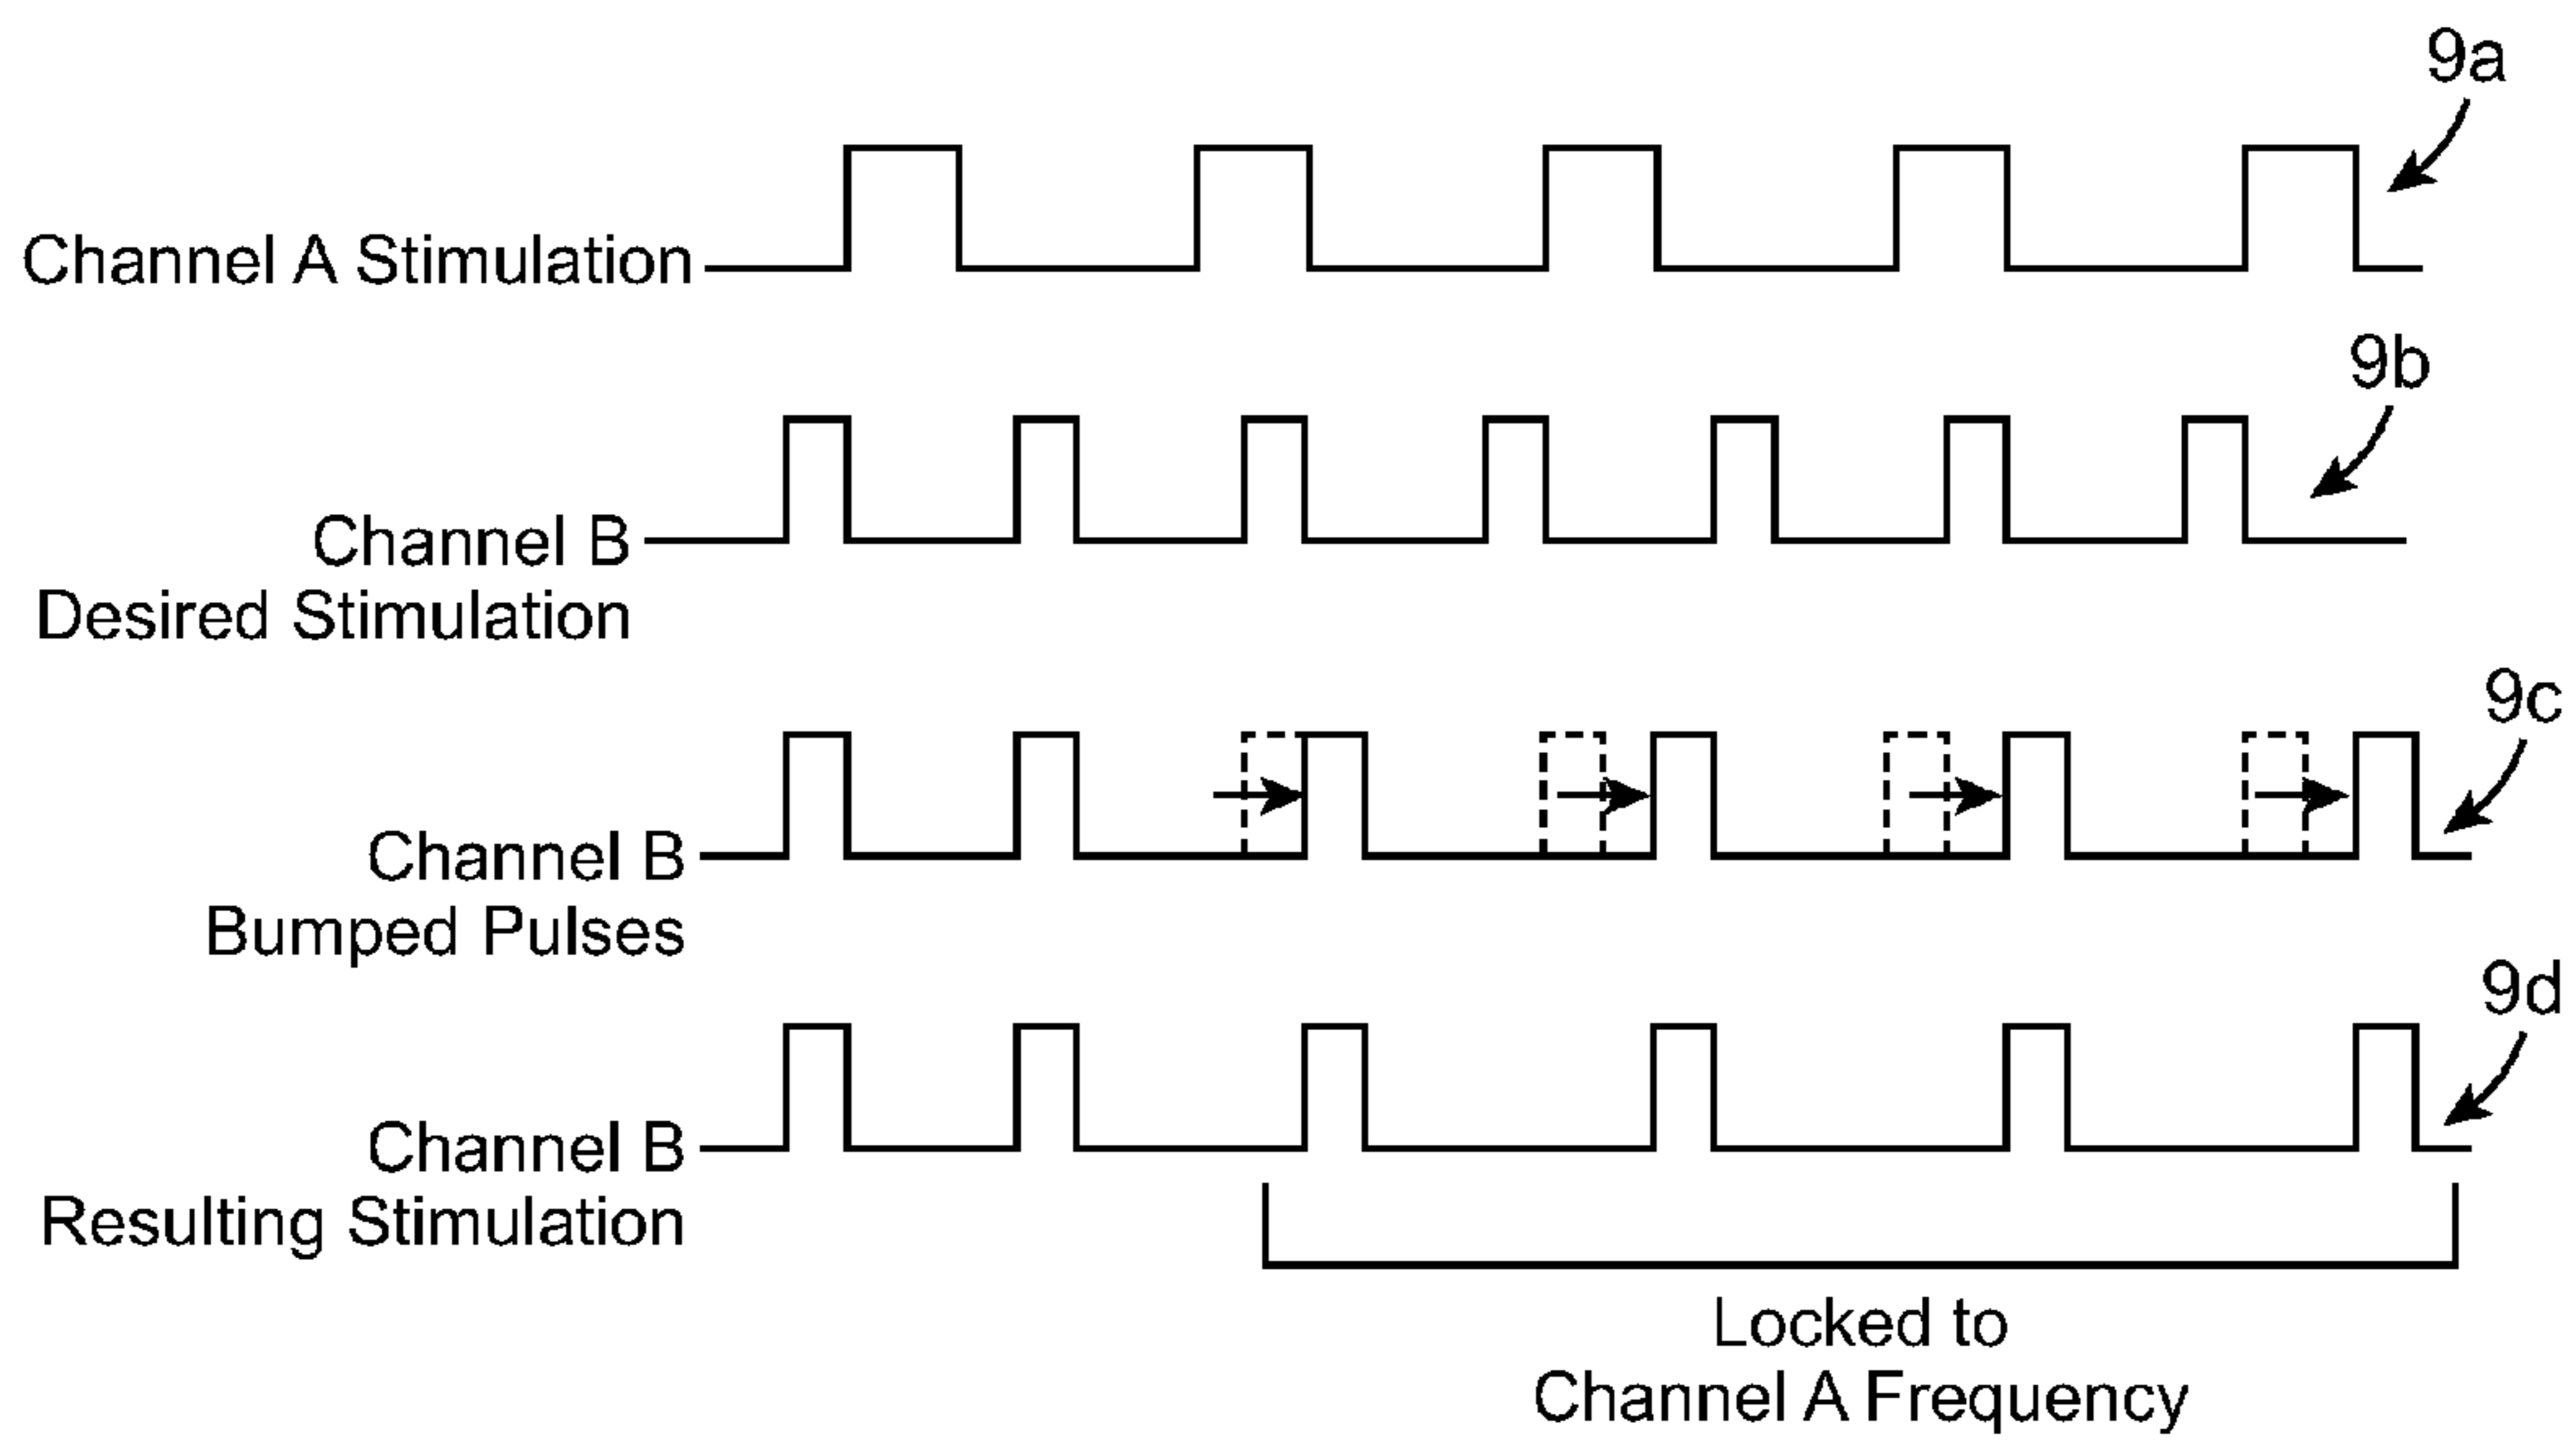 9a
Channel A Stimulation
9b
Channel B
Desired Stimulation
9c
Channel B
Bumped Pulses
9d
Channel B
Resulting Stimulation
Locked to
Channel A Frequency